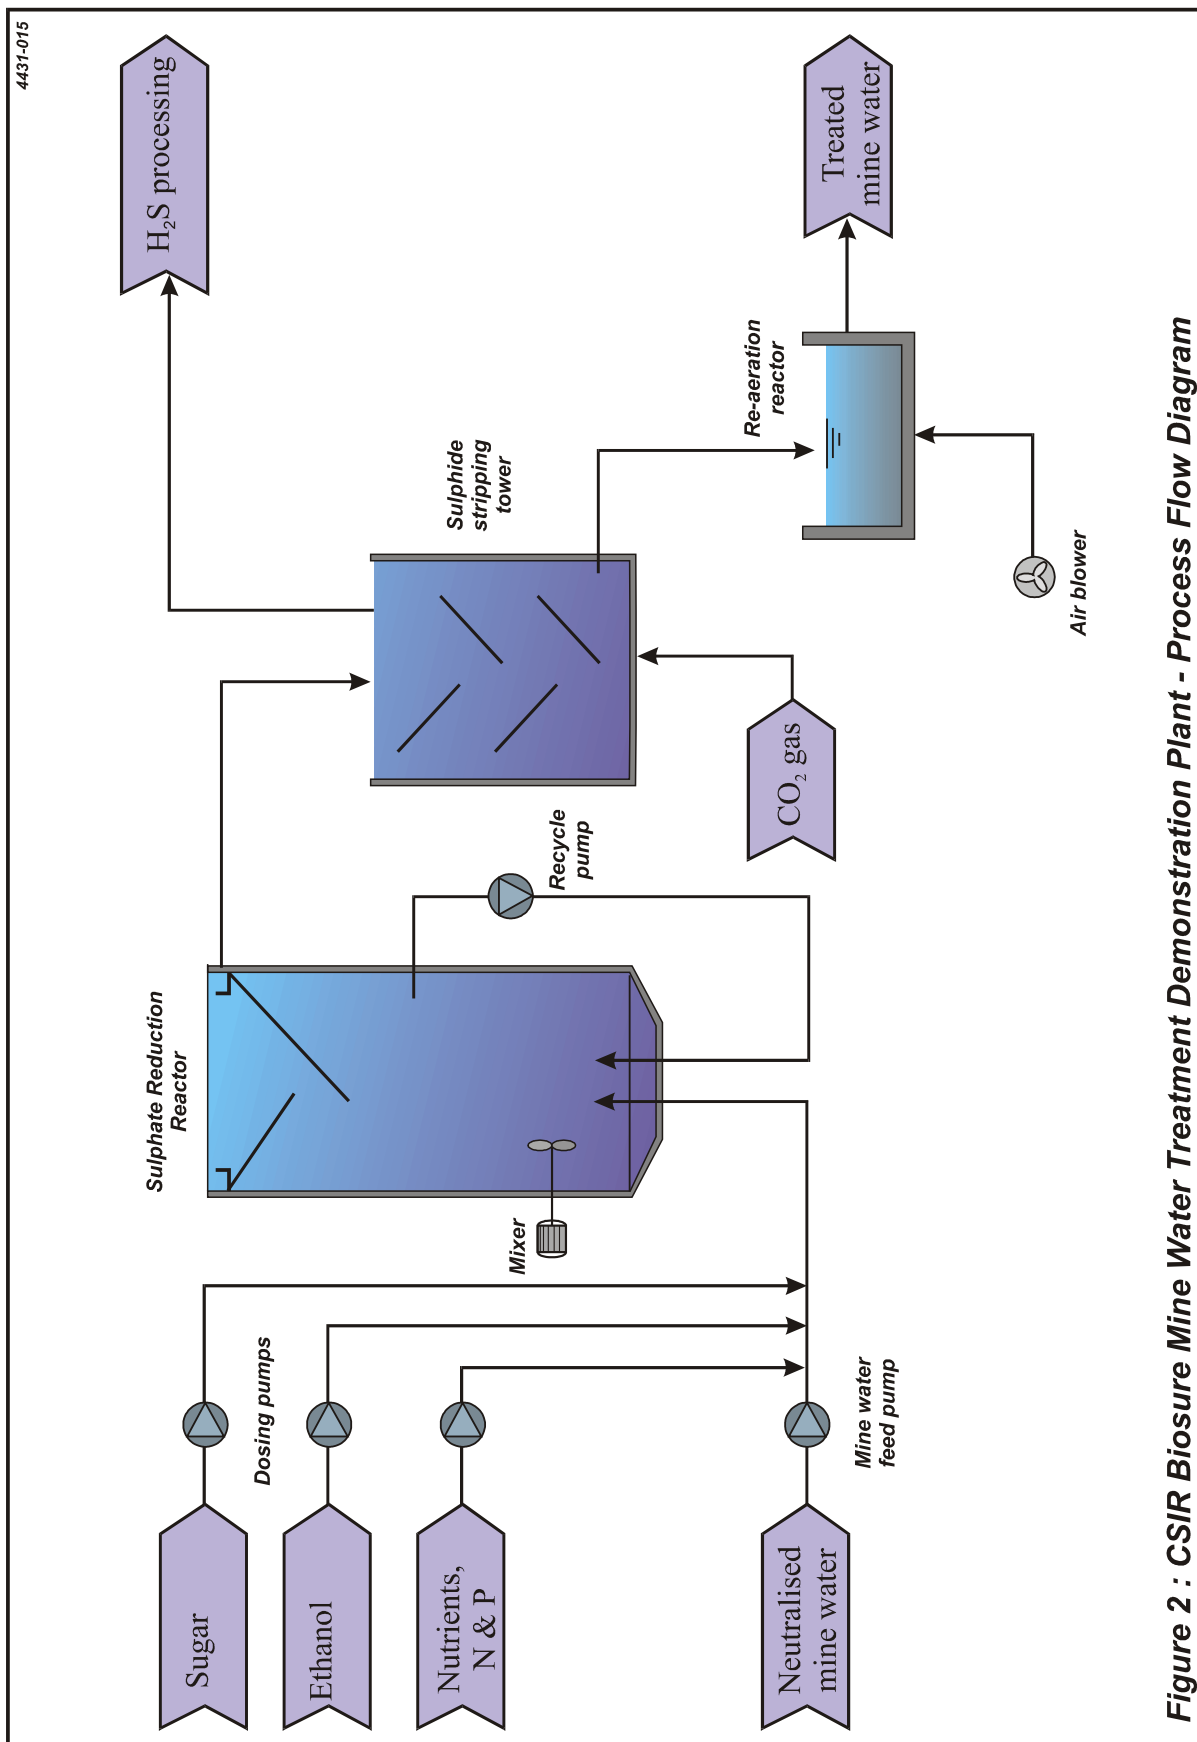 4431-015
H₂S processing
Treated
mine water
Re-aeration
reactor
Sulphide
stripping
tower
Air blower
CO₂ gas
Recycle
pump
Sulphate Reduction
Reactor
Mixer
Dosing pumps
Mine water
feed pump
Sugar
Ethanol
Nutrients,
N & P
Neutralised
mine water
Figure 2 : CSIR Biosure Mine Water Treatment Demonstration Plant - Process Flow Diagram